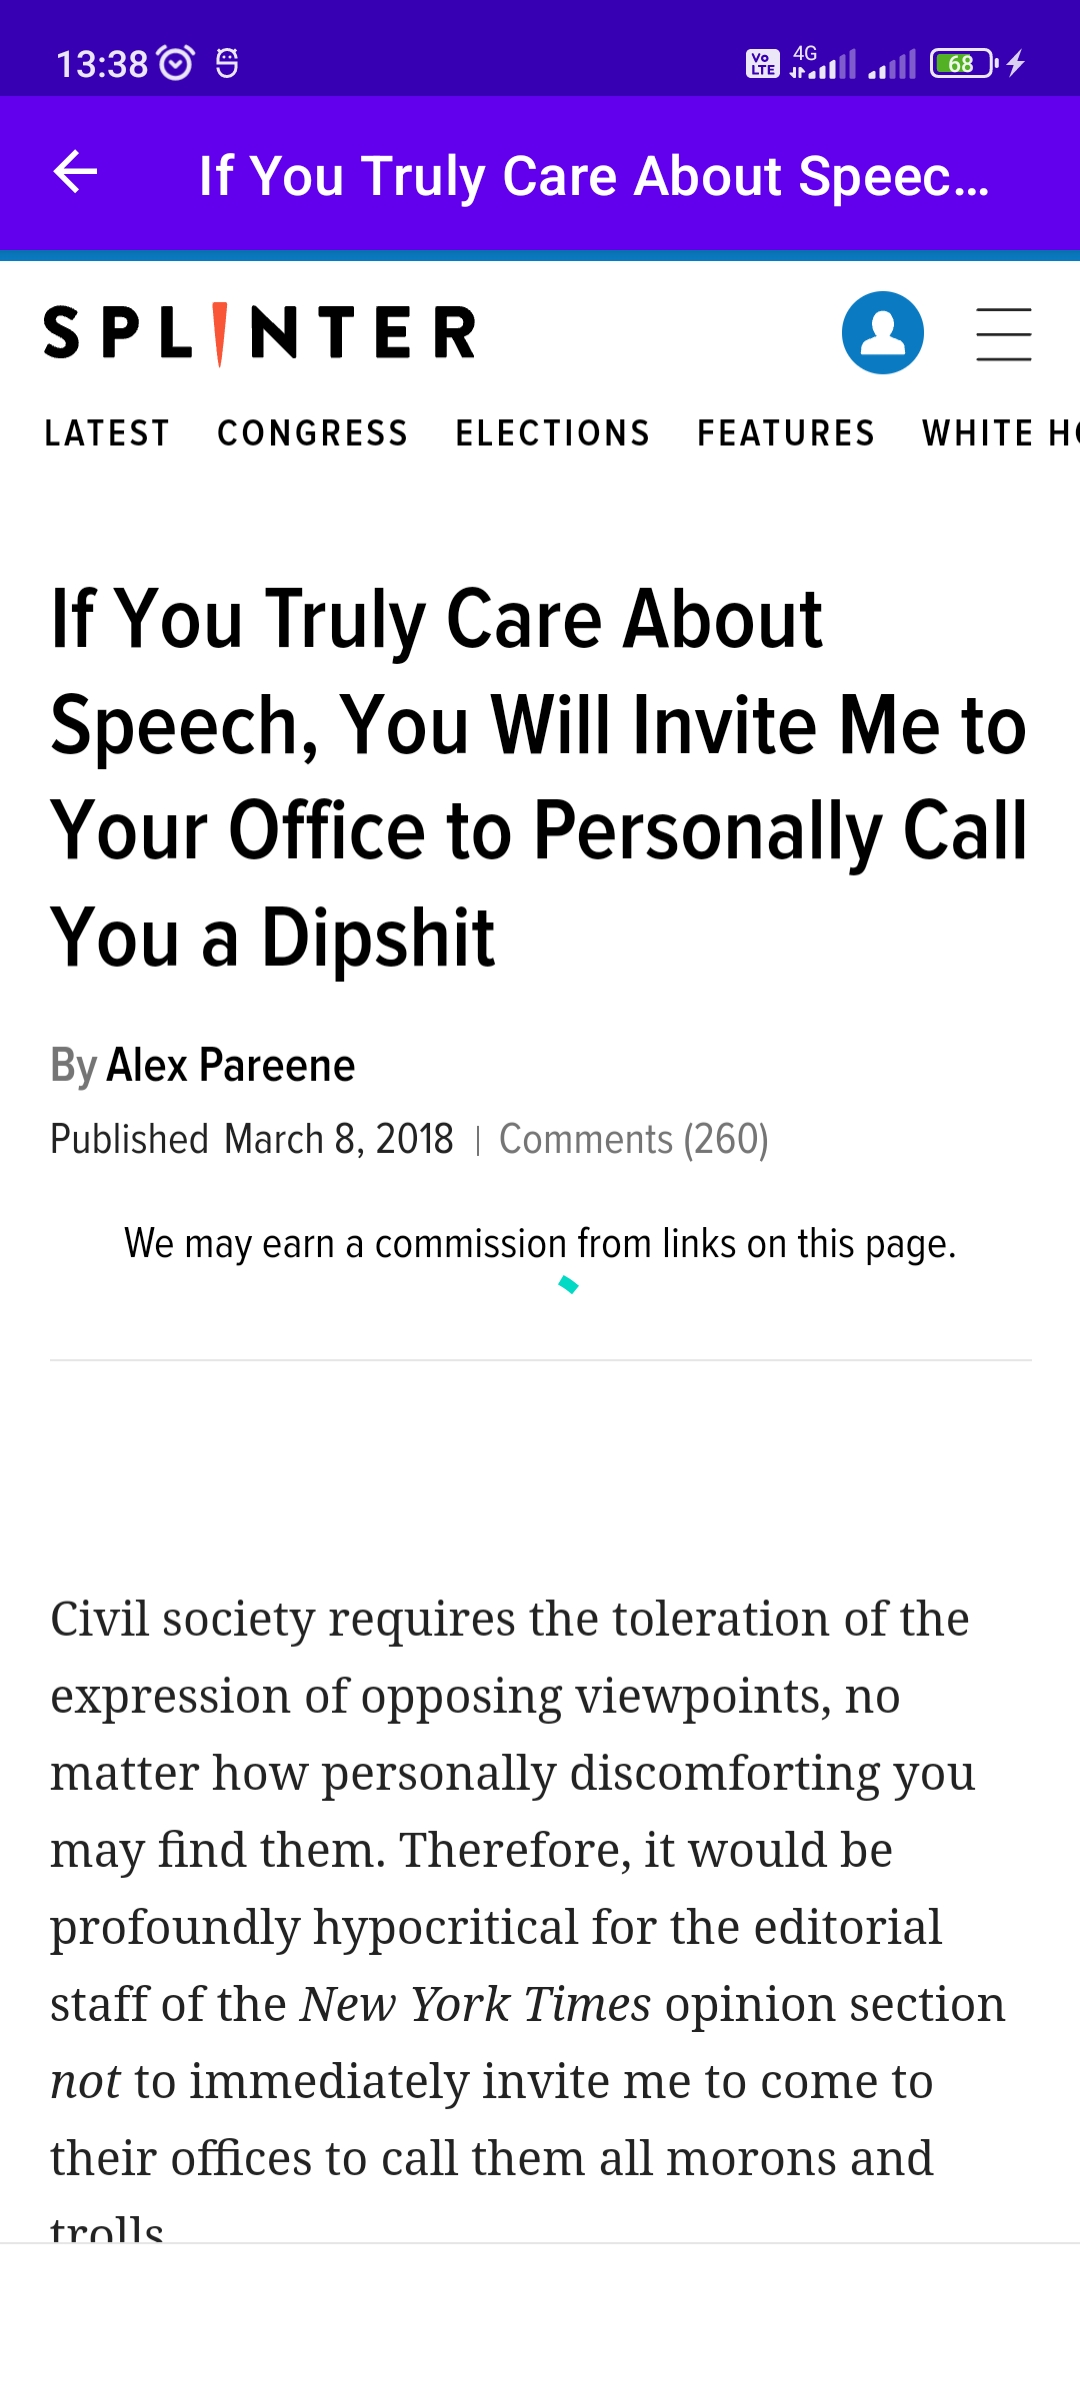 13:38
Vo LTE 4G 68
If You Truly Care About Speec...
SPLINTER
LATEST CONGRESS ELECTIONS FEATURES WHITE
If You Truly Care About
Speech, You Will Invite Me to
Your Office to Personally Call
You a Dipshit
By Alex Pareene
Published March 8, 2018 | Comments (260)
We may earn a commission from links on this page.
Civil society requires the toleration of the
expression of opposing viewpoints, no
matter how personally discomforting you
may find them. Therefore, it would be
profoundly hypocritical for the editorial
staff of the New York Times opinion section
not to immediately invite me to come to
their offices to call them all morons and
trolls